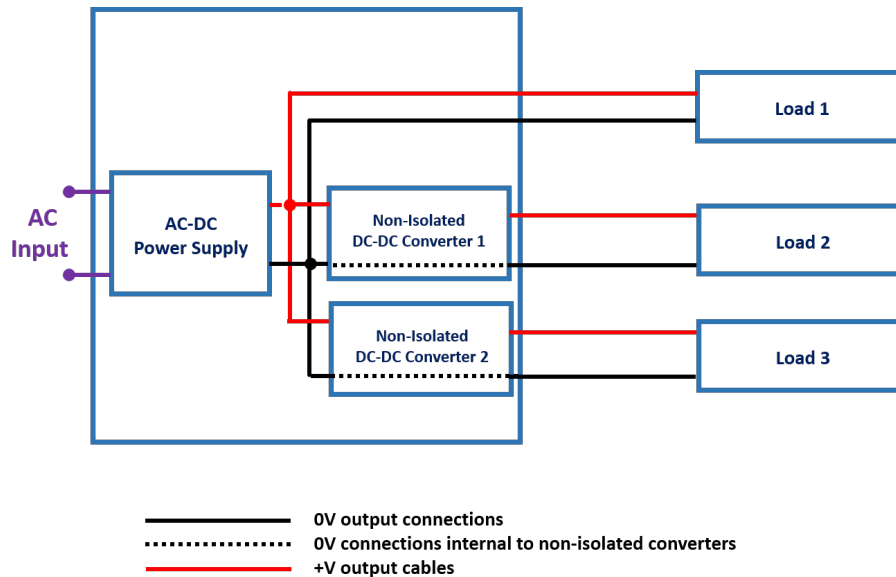 Load 1
AC
Input
AC-DC
Power Supply
Non-Isolated
DC-DC Converter 1
Load 2
Non-Isolated
DC-DC Converter 2
Load 3
0V output connections
0V connections internal to non-isolated converters
+V output cables